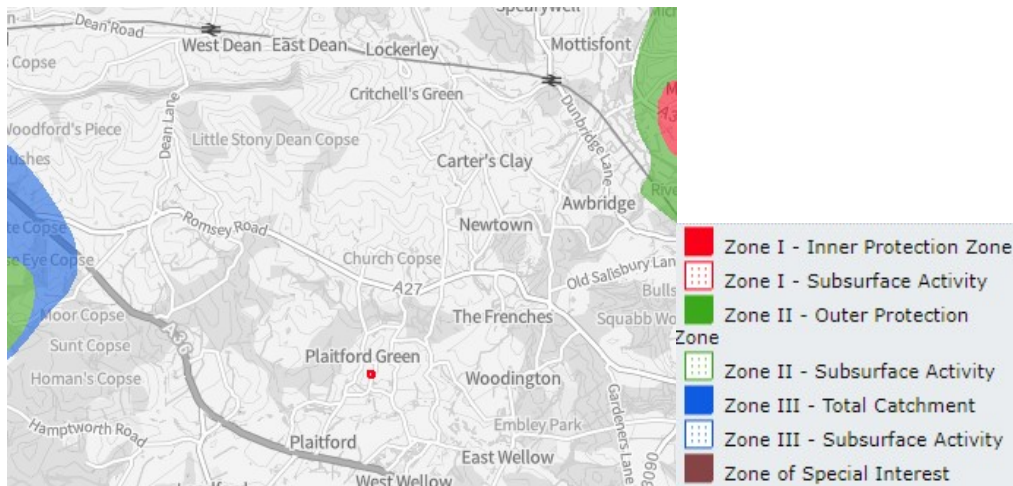 Spearywell
Dean Road
West Dean
East Dean
Lockerley
Mottisfont
Copse
Critchell's Green
Dunbridge Lane
Woodford's Piece
Dean Lane
Little Stony Dean Copse
Bushes
Carter's Clay
Awbridge
Romsey Road
Newtown
Copse
Eye Copse
Church Copse
Old Salisbury Lan
A27
Bulls
Moor Copse
The Frenches
Squabb Wo
A36
Sunt Copse
Plaitford Green
Homan's Copse
Woodington
Gardeners Lane
Hamptworth Road
Embley Park
Plaitford
East Wellow
A3090
West Wellow
Zone I - Inner Protection Zone
Zone I - Subsurface Activity
Zone II - Outer Protection
Zone
Zone II - Subsurface Activity
Zone III - Total Catchment
Zone III - Subsurface Activity
Zone of Special Interest